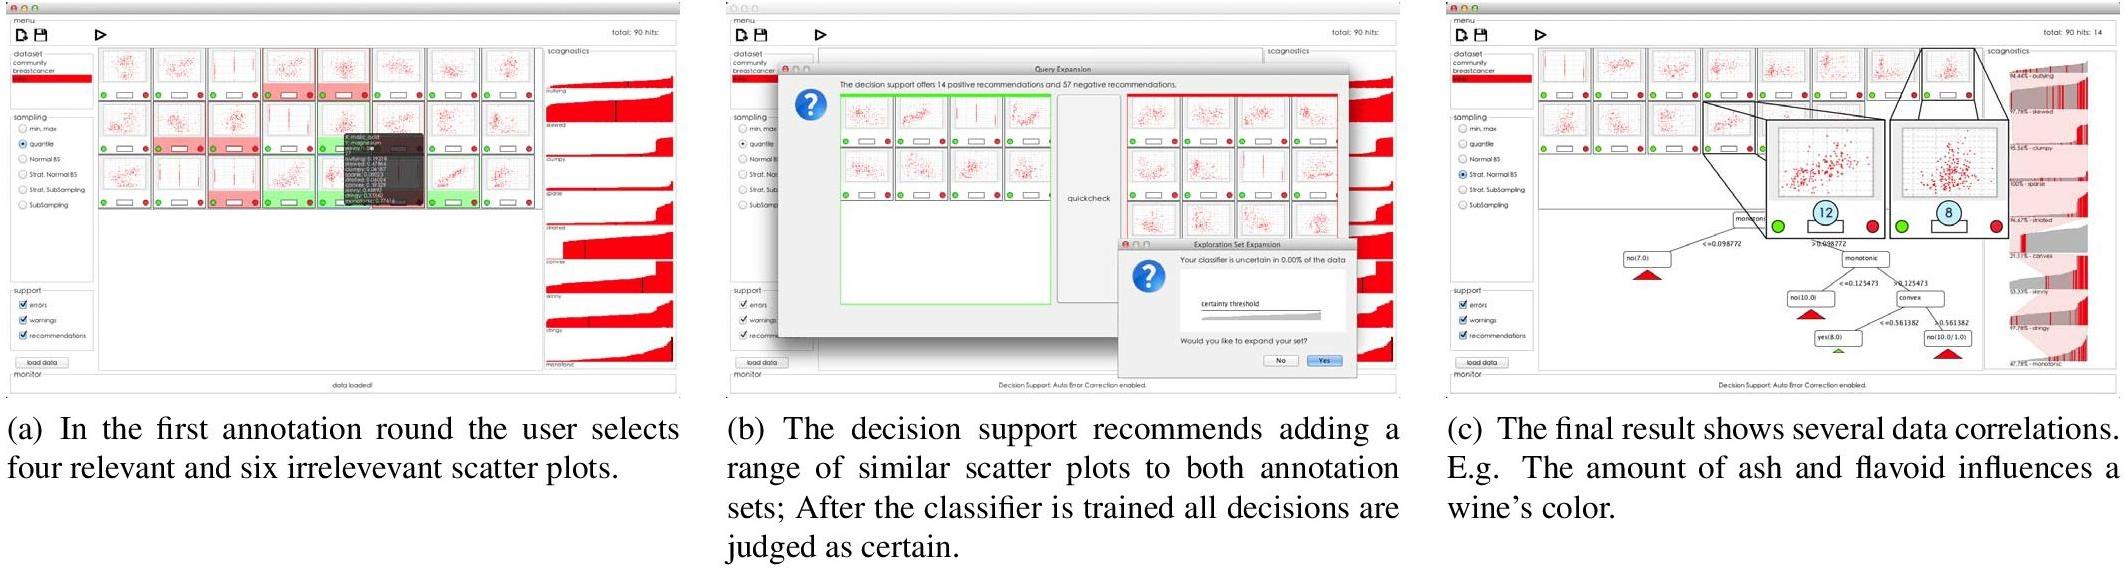 menu
total: 90 hits:
dataset
community
breastcancer
scagnostics
sampling
min, max
quantile
Normal BS
Strat. Normal BS
Strat. SubSampling
SubSampling
support
errors
warnings
recommendations
load data
monitor
data loaded!
outlying
skewed
clumpy
sparse
striated
convex
skinny
stringy
monotonic
(a) In the first annotation round the user selects
four relevant and six irrelevevant scatter plots.
menu
total: 90 hits:
dataset
community
breastcancer
scagnostics
Query Expansion
The decision support offers 14 positive recommendations and 57 negative recommendations.
quickcheck
sampling
min, max
quantile
Normal B
Strat. No
Strat. Sub
SubSamp
support
errors
warnings
recomm
load data
Exploration Set Expansion
Your classifier is uncertain in 0.00% of the data
certainty threshold
Would you like to expand your set?
No
Yes
monitor
Decision Support: Auto Error Correction enabled.
(b) The decision support recommends adding a
range of similar scatter plots to both annotation
sets; After the classifier is trained all decisions are
judged as certain.
menu
total: 90 hits: 14
dataset
community
breastcancer
scagnostics
sampling
min, max
quantile
Normal BS
Strat. Normal BS
Strat. SubSampling
SubSampling
12
8
monoton
<=0.098772
>0.098772
no(7.0)
monotonic
<=0.125473
>0.125473
no(10.0)
convex
<=0.561382
>0.561382
yes(8.0)
no(10.0/1.0)
support
errors
warnings
recommendations
load data
monitor
Decision Support: Auto Error Correction enabled.
(c) The final result shows several data correlations.
E.g. The amount of ash and flavoid influences a
wine's color.